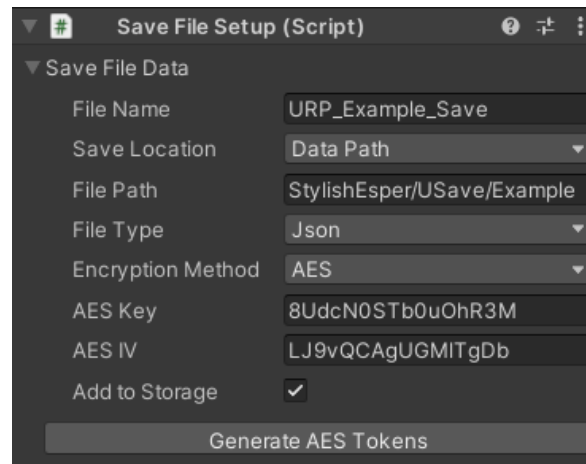 Save File Setup (Script)
Save File Data
File Name URP_Example_Save
Save Location Data Path
File Path StylishEsper/USave/Example
File Type Json
Encryption Method AES
AES Key 8UdcN0STb0uOhR3M
AES IV LJ9vQCAgUGMITgDb
Add to Storage
Generate AES Tokens